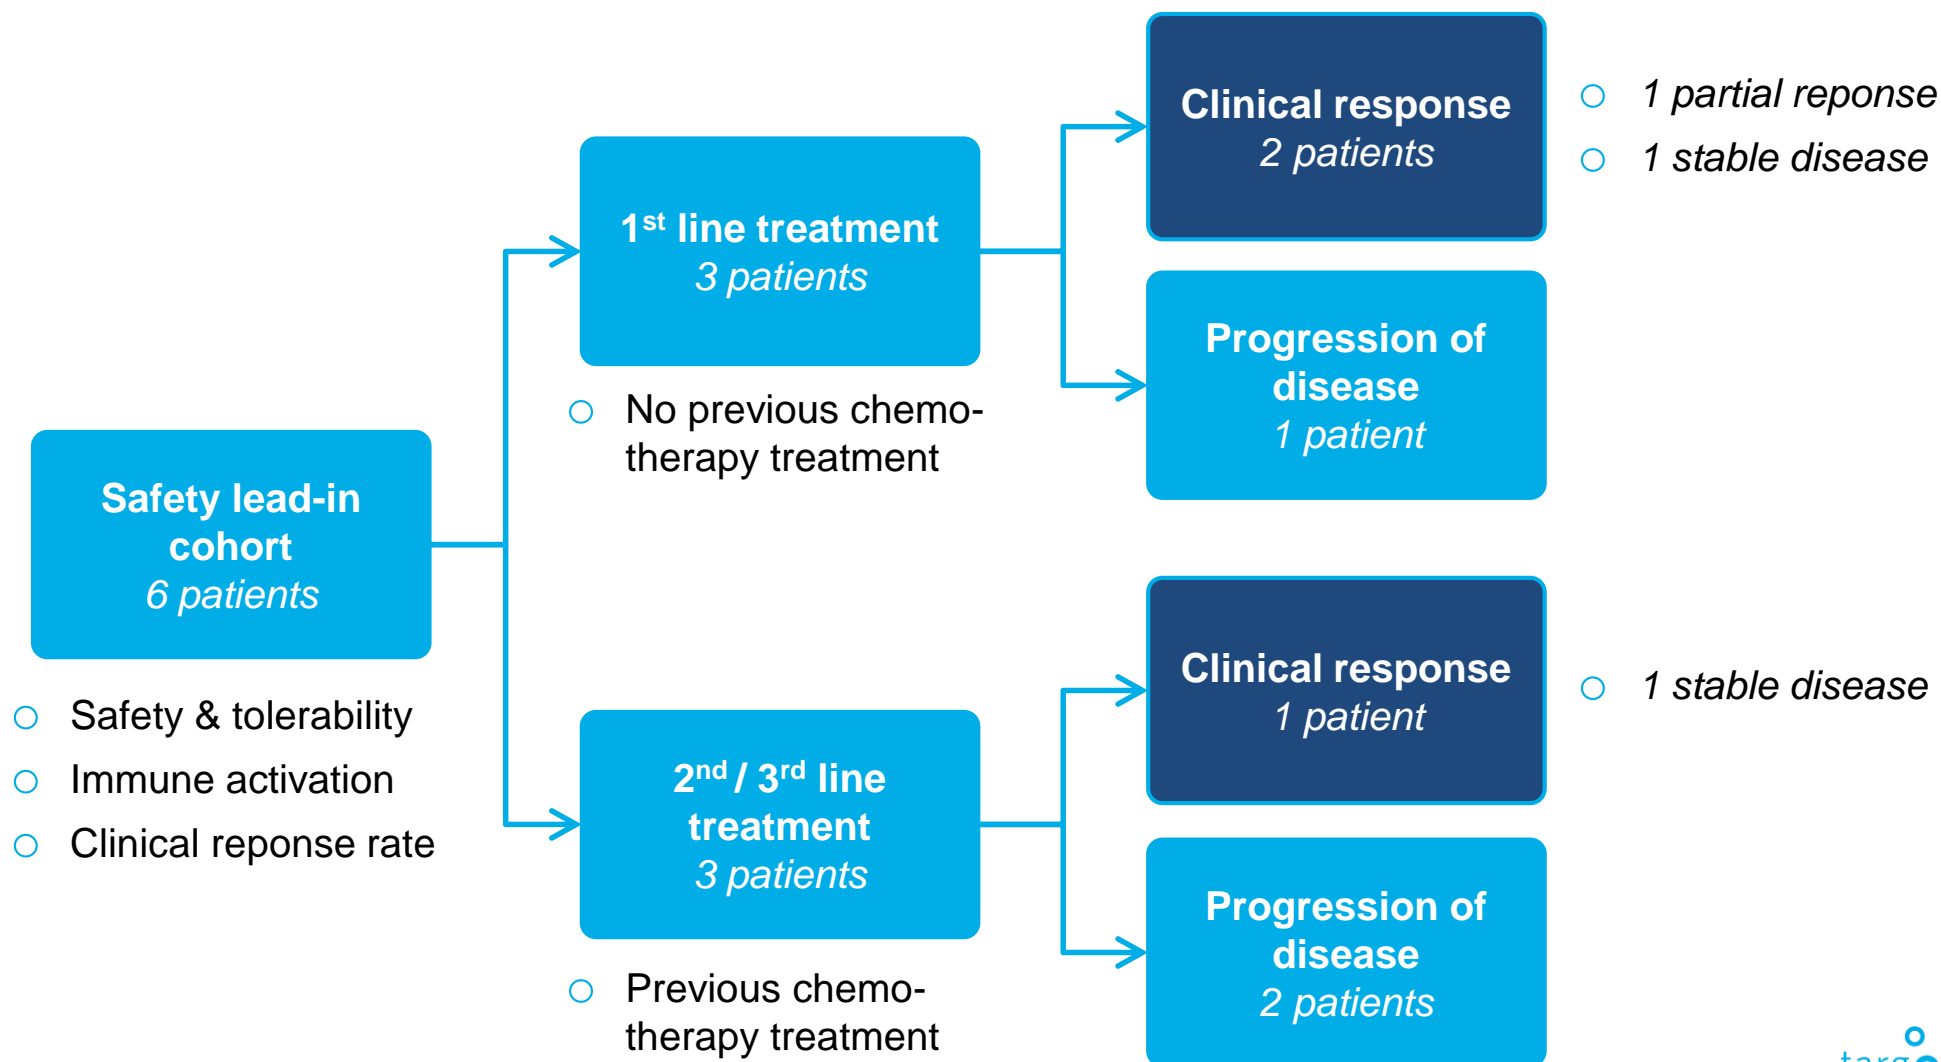 Safety lead-in
cohort
6 patients
Safety & tolerability
Immune activation
Clinical reponse rate
1st line treatment
3 patients
No previous chemo-
therapy treatment
Clinical response
2 patients
1 partial reponse
1 stable disease
Progression of
disease
1 patient
2nd / 3rd line
treatment
3 patients
Previous chemo-
therapy treatment
Clinical response
1 patient
1 stable disease
Progression of
disease
2 patients